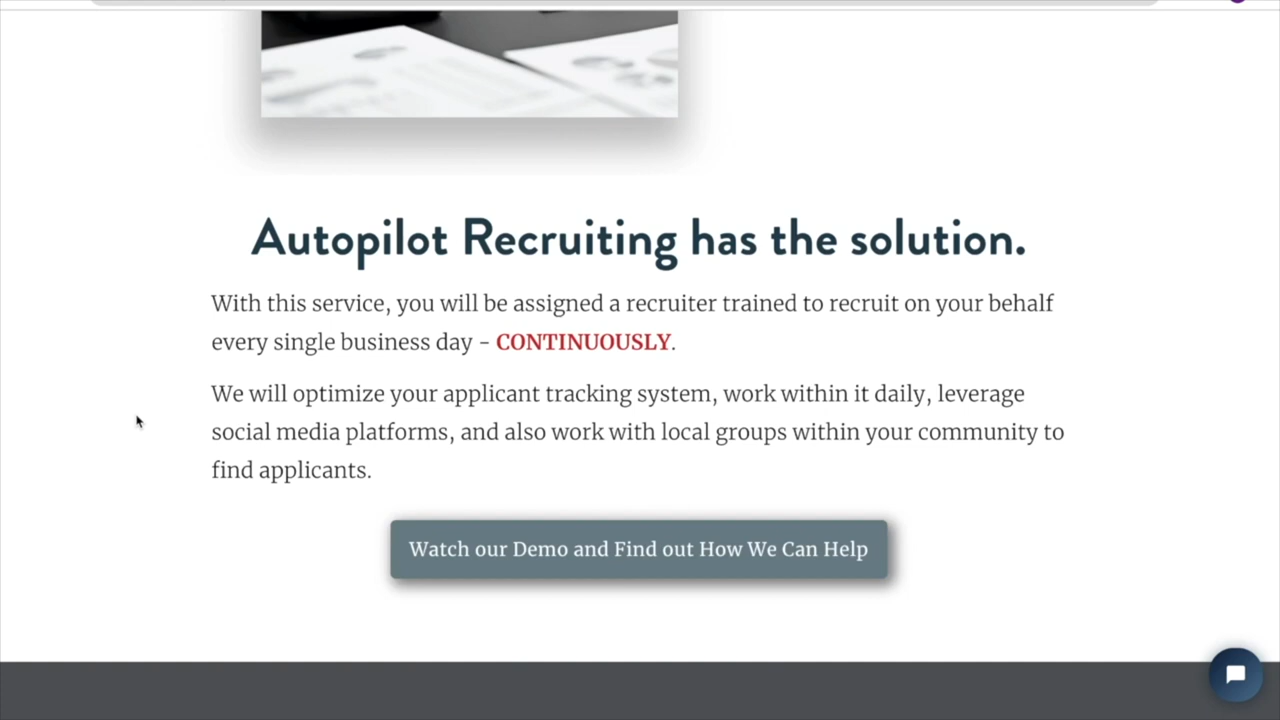 Autopilot Recruiting has the solution.
With this service, you will be assigned a recruiter trained to recruit on your behalf
every single business day - CONTINUOUSLY.
We will optimize your applicant tracking system, work within it daily, leverage
social media platforms, and also work with local groups within your community to
find applicants.
Watch our Demo and Find out How We Can Help